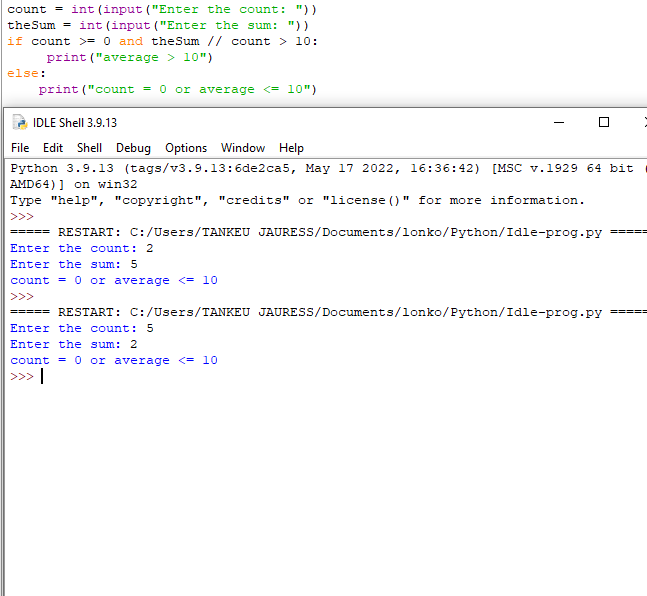 count = int(input("Enter the count: "))
theSum = int(input("Enter the sum: "))
if count >= 0 and theSum // count > 10:
     print("average > 10")
else:
    print("count = 0 or average <= 10")
IDLE Shell 3.9.13
File Edit Shell Debug Options Window Help
Python 3.9.13 (tags/v3.9.13:6de2ca5, May 17 2022, 16:36:42) [MSC v.1929 64 bit (
AMD64)] on win32
Type "help", "copyright", "credits" or "license()" for more information.
>>>
===== RESTART: C:/Users/TANKEU JAURESS/Documents/lonko/Python/Idle-prog.py =====
Enter the count: 2
Enter the sum: 5
count = 0 or average <= 10
>>>
===== RESTART: C:/Users/TANKEU JAURESS/Documents/lonko/Python/Idle-prog.py =====
Enter the count: 5
Enter the sum: 2
count = 0 or average <= 10
>>>